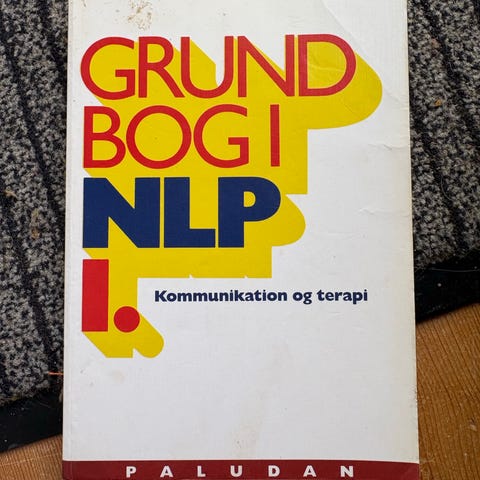 GRUND
BOG I
NLP
I.
Kommunikation og terapi
PALUDAN